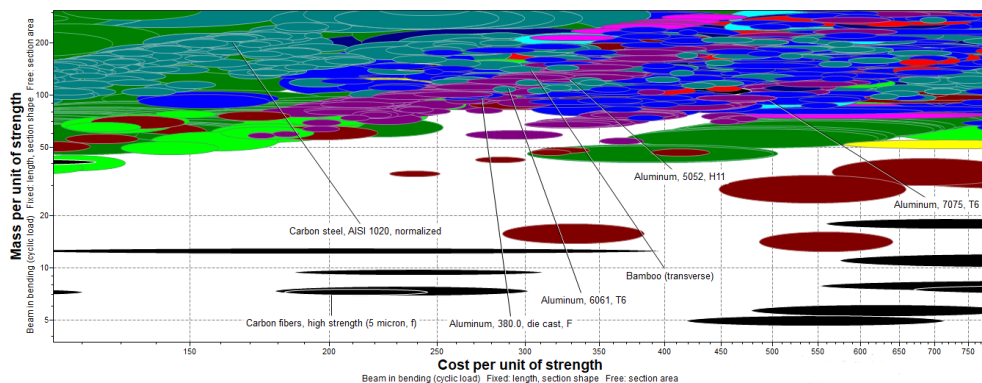 Mass per unit of strength
Beam in bending (cyclic load) Fixed: length, section shape Free: section area
200
100
50
20
10
5
Aluminum, 5052, H11
Aluminum, 7075, T6
Carbon steel, AISI 1020, normalized
Bamboo (transverse)
Aluminum, 6061, T6
Carbon fibers, high strength (5 micron, f)
Aluminum, 380.0, die cast, F
150
200
250
300
350
400
450
500
550
600
650
700
750
Cost per unit of strength
Beam in bending (cyclic load) Fixed: length, section shape Free: section area